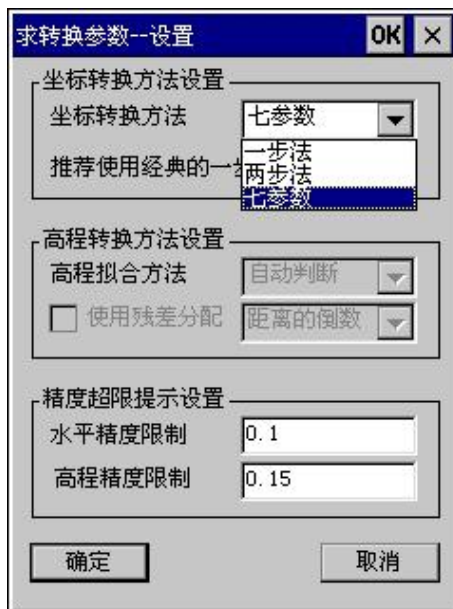 求转换参数--设置 OK ×
坐标转换方法设置
坐标转换方法 七参数
一步法
推荐使用经典的一步
两步法
七参数
高程转换方法设置
高程拟合方法 自动判断
使用残差分配 距离的倒数
精度超限提示设置
水平精度限制 0.1
高程精度限制 0.15
确定 取消